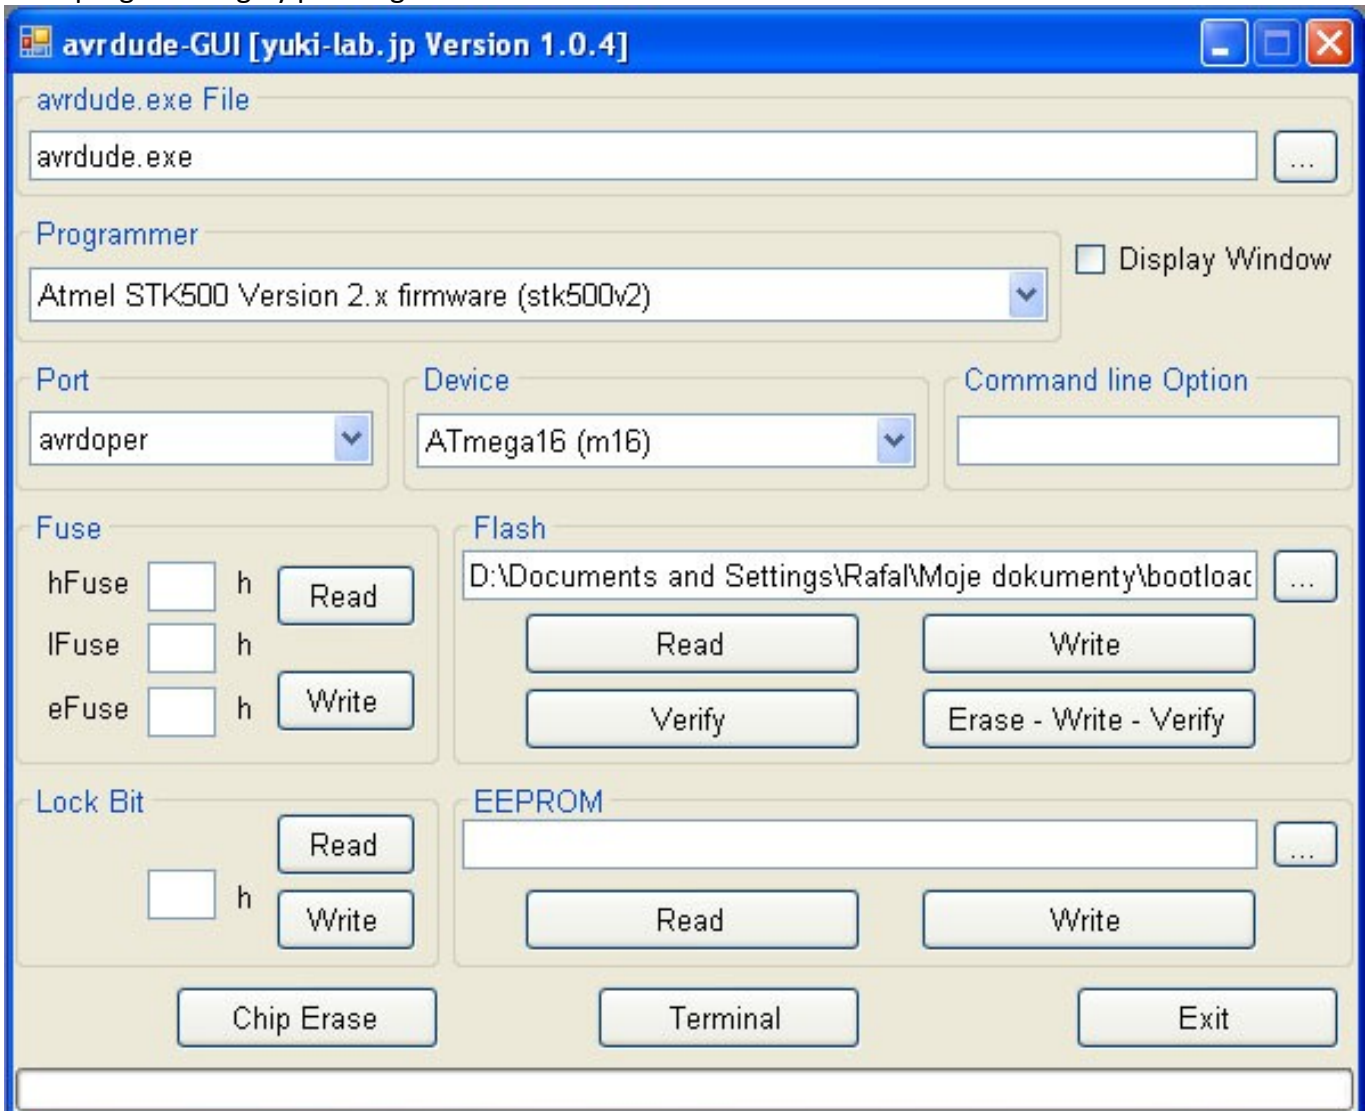 avrdude-GUI [yuki-lab.jp Version 1.0.4]
avrdude.exe File
avrdude.exe
...
Programmer
Display Window
Atmel STK500 Version 2.x firmware (stk500v2)
Port
Device
Command line Option
avrdoper
ATmega16 (m16)
Fuse
hFuse h
Read
lFuse h
eFuse h
Write
Flash
D:\Documents and Settings\Rafal\Moje dokumenty\bootloac
...
Read
Write
Verify
Erase - Write - Verify
Lock Bit
Read
h
Write
EEPROM
...
Read
Write
Chip Erase
Terminal
Exit